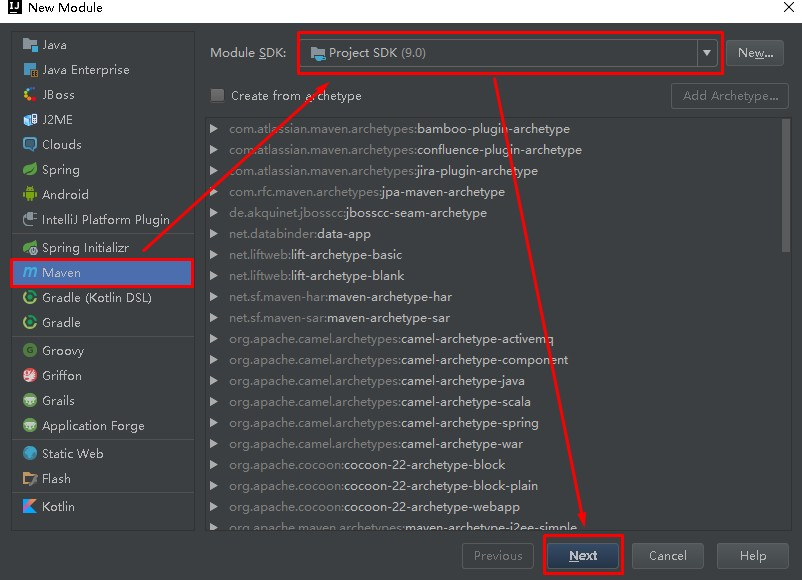 IJ New Module
Java
Java Enterprise
JBoss
J2ME
Clouds
Spring
Android
IntelliJ Platform Plugin
Spring Initializr
m Maven
Gradle (Kotlin DSL)
Gradle
G Groovy
Griffon
Grails
Application Forge
Static Web
Flash
Kotlin
Module SDK: Project SDK (9.0) New...
Create from archetype Add Archetype...
com.atlassian.maven.archetypes:bamboo-plugin-archetype
com.atlassian.maven.archetypes:confluence-plugin-archetype
com.atlassian.maven.archetypes:jira-plugin-archetype
com.rfc.maven.archetypes:jpa-maven-archetype
de.akquinet.jbosscc:jbosscc-seam-archetype
net.databinder:data-app
net.liftweb:lift-archetype-basic
net.liftweb:lift-archetype-blank
net.sf.maven-har:maven-archetype-har
net.sf.maven-sar:maven-archetype-sar
org.apache.camel.archetypes:camel-archetype-activemq
org.apache.camel.archetypes:camel-archetype-component
org.apache.camel.archetypes:camel-archetype-java
org.apache.camel.archetypes:camel-archetype-scala
org.apache.camel.archetypes:camel-archetype-spring
org.apache.camel.archetypes:camel-archetype-war
org.apache.cocoon:cocoon-22-archetype-block
org.apache.cocoon:cocoon-22-archetype-block-plain
org.apache.cocoon:cocoon-22-archetype-webapp
org.apache.maven.archetypes:maven-archetype-j2ee-simple
Previous Next Cancel Help